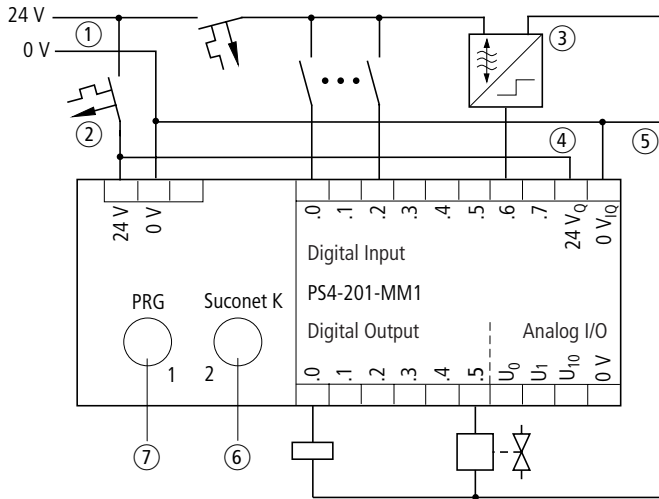 24 V
①
③
0 V
②
④
⑤
24 V
0 V
.0
.1
.2
.3
.4
.5
.6
.7
24 VQ
0 VIQ
Digital Input
PS4-201-MM1
PRG
Suconet K
Digital Output
Analog I/O
1
2
.0
.1
.2
.3
.4
.5
U0
U1
U10
0 V
⑦
⑥